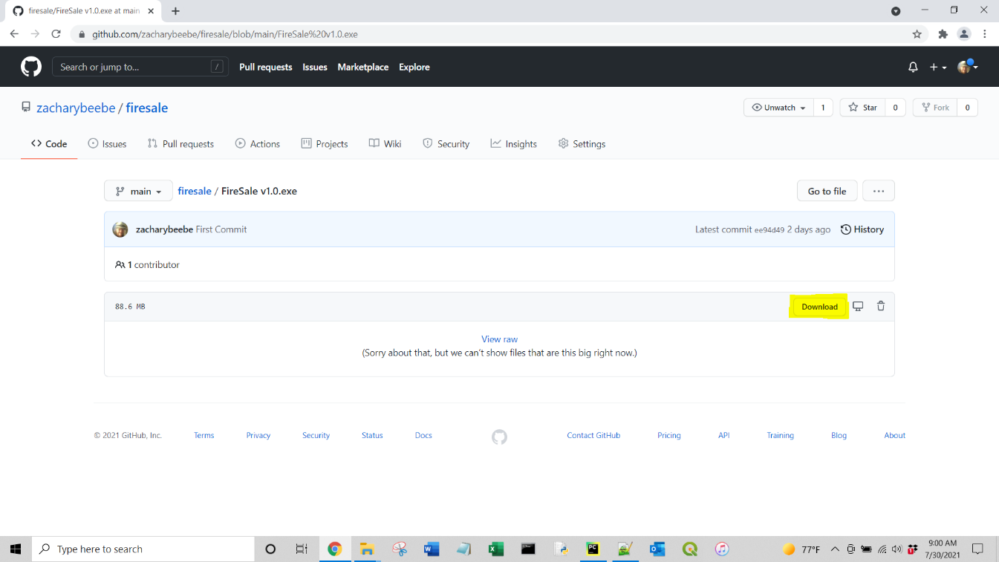 firesale/FireSale v1.0.exe at main
github.com/zacharybeebe/firesale/blob/main/FireSale%20v1.0.exe
Search or jump to... /
Pull requests Issues Marketplace Explore
zacharybeebe / firesale
Unwatch 1 Star 0 Fork 0
Code Issues Pull requests Actions Projects Wiki Security Insights Settings
main firesale / FireSale v1.0.exe Go to file ...
zacharybeebe First Commit Latest commit ee94d49 2 days ago History
1 contributor
88.6 MB Download
View raw
(Sorry about that, but we can't show files that are this big right now.)
© 2021 GitHub, Inc. Terms Privacy Security Status Docs Contact GitHub Pricing API Training Blog About
Type here to search
77°F
9:00 AM
7/30/2021